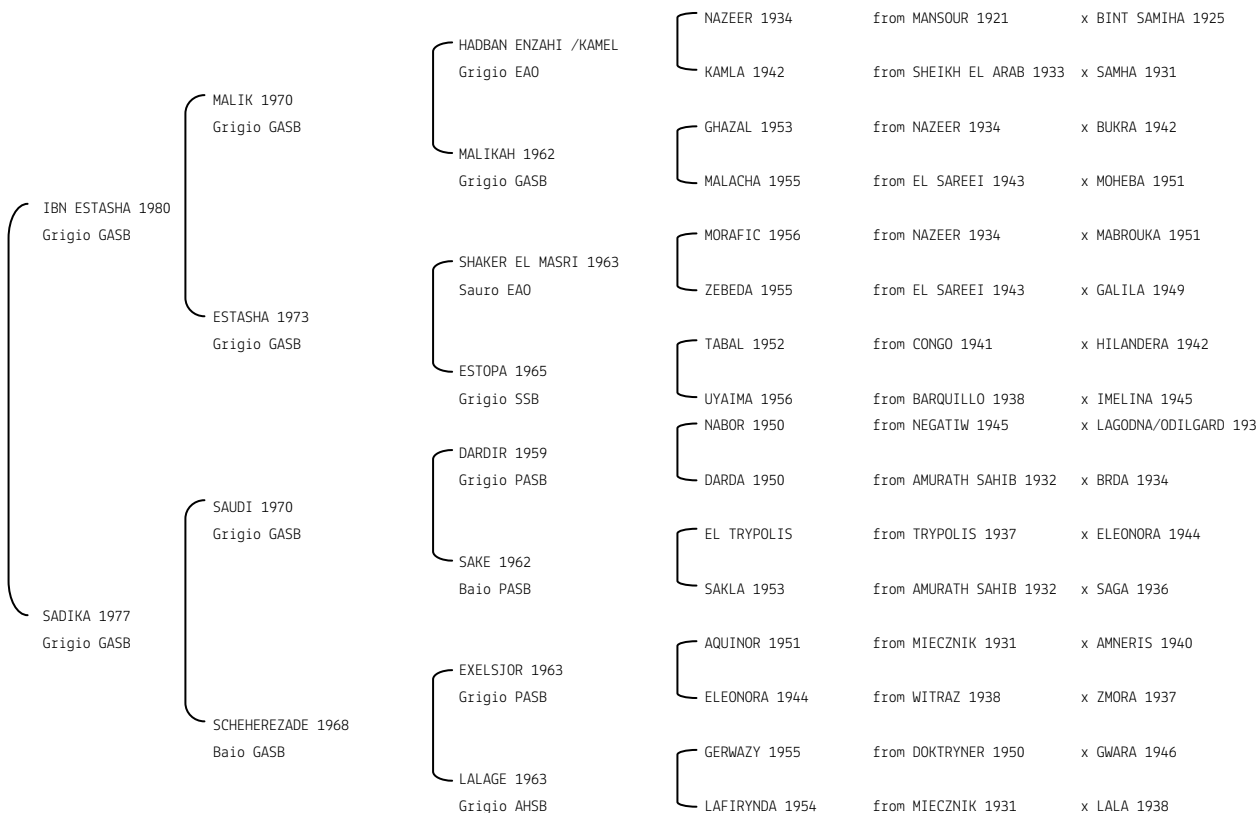 NAZEER 1934 from MANSOUR 1921 x BINT SAMIHA 1925
HADBAN ENZAHI /KAMEL
Grigio EAO KAMLA 1942 from SHEIKH EL ARAB 1933 x SAMHA 1931
MALIK 1970
Grigio GASB GHAZAL 1953 from NAZEER 1934 x BUKRA 1942
MALIKAH 1962
Grigio GASB MALACHA 1955 from EL SAREEI 1943 x MOHEBA 1951
IBN ESTASHA 1980
Grigio GASB MORAFIC 1956 from NAZEER 1934 x MABROUKA 1951
SHAKER EL MASRI 1963
Sauro EAO ZEBEDA 1955 from EL SAREEI 1943 x GALILA 1949
ESTASHA 1973
Grigio GASB TABAL 1952 from CONGO 1941 x HILANDERA 1942
ESTOPA 1965
Grigio SSB UYAIMA 1956 from BARQUILLO 1938 x IMELINA 1945
NABOR 1950 from NEGATIW 1945 x LAGODNA/ODILGARD 193
DARDIR 1959
Grigio PASB DARDA 1950 from AMURATH SAHIB 1932 x BRDA 1934
SAUDI 1970
Grigio GASB EL TRYPOLIS from TRYPOLIS 1937 x ELEONORA 1944
SAKE 1962
Baio PASB SAKLA 1953 from AMURATH SAHIB 1932 x SAGA 1936
SADIKA 1977
Grigio GASB AQUINOR 1951 from MIECZNIK 1931 x AMNERIS 1940
EXELSJOR 1963
Grigio PASB ELEONORA 1944 from WITRAZ 1938 x ZMORA 1937
SCHEHEREZADE 1968
Baio GASB GERWAZY 1955 from DOKTRYNER 1950 x GWARA 1946
LALAGE 1963
Grigio AHSB LAFIRYNDA 1954 from MIECZNIK 1931 x LALA 1938